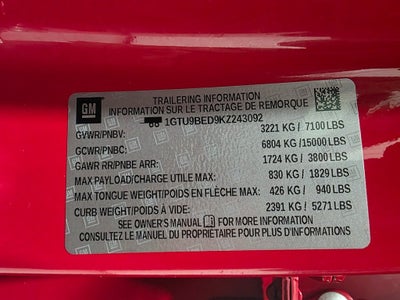 GM
TRAILERING INFORMATION
INFORMATION SUR LE TRACTAGE DE REMORQUE
1GTU9BED9KZ243092
GVWR/PNBV: 3221 KG / 7100 LBS
GCWR/PNBC: 6804 KG / 15000 LBS
GAWR RR/PNBE ARR: 1724 KG / 3800 LBS
MAX PAYLOAD/CHARGE UTILE MAX: 830 KG / 1829 LBS
MAX TONGUE WEIGHT/POIDS EN FLÈCHE MAX: 426 KG / 940 LBS
CURB WEIGHT/POIDS À VIDE: 2391 KG / 5271 LBS
SEE OWNER'S MANUAL FOR MORE INFORMATION
CONSULTEZ LE MANUEL DU PROPRIÉTAIRE POUR PLUS D'INFORMATION